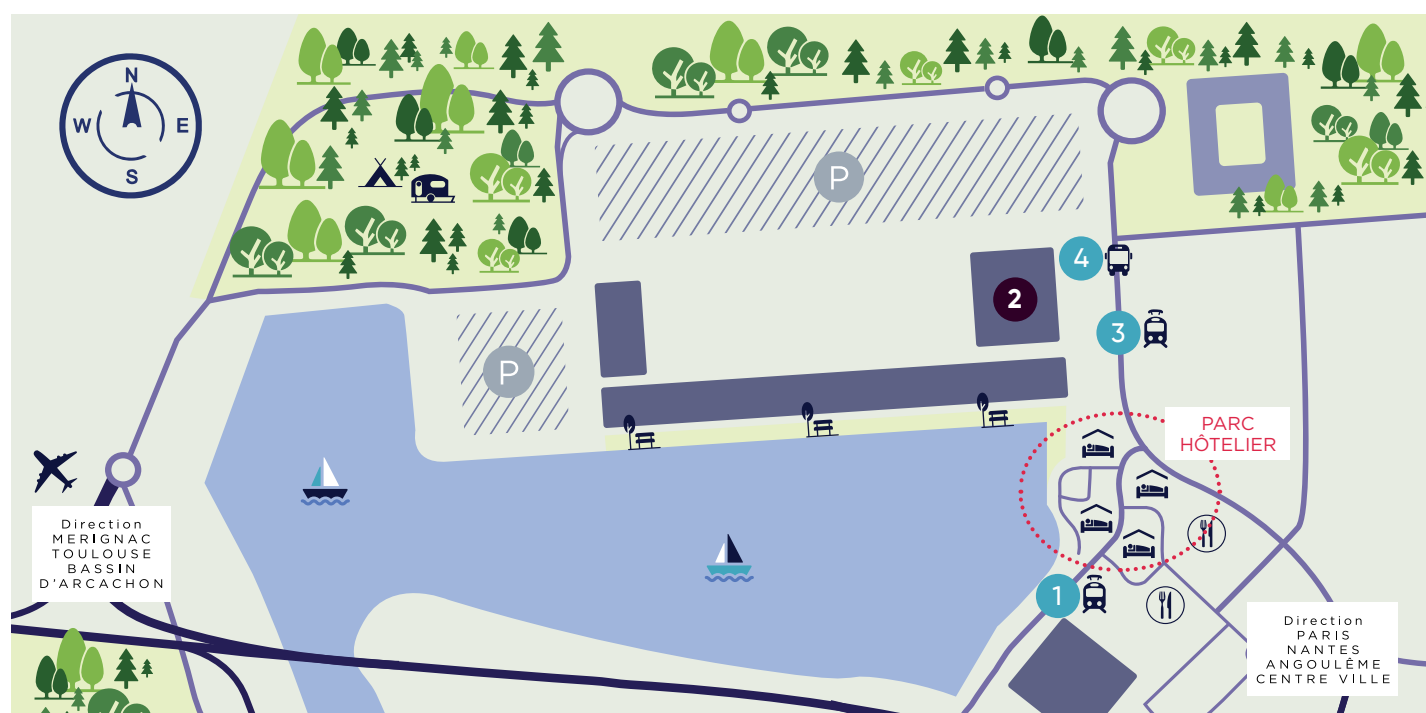 N
W E
S
P
4
2
3
P
PARC
HÔTELIER
Direction
MERIGNAC
TOULOUSE
BASSIN
D'ARCACHON
1
Direction
PARIS
NANTES
ANGOULÊME
CENTRE VILLE